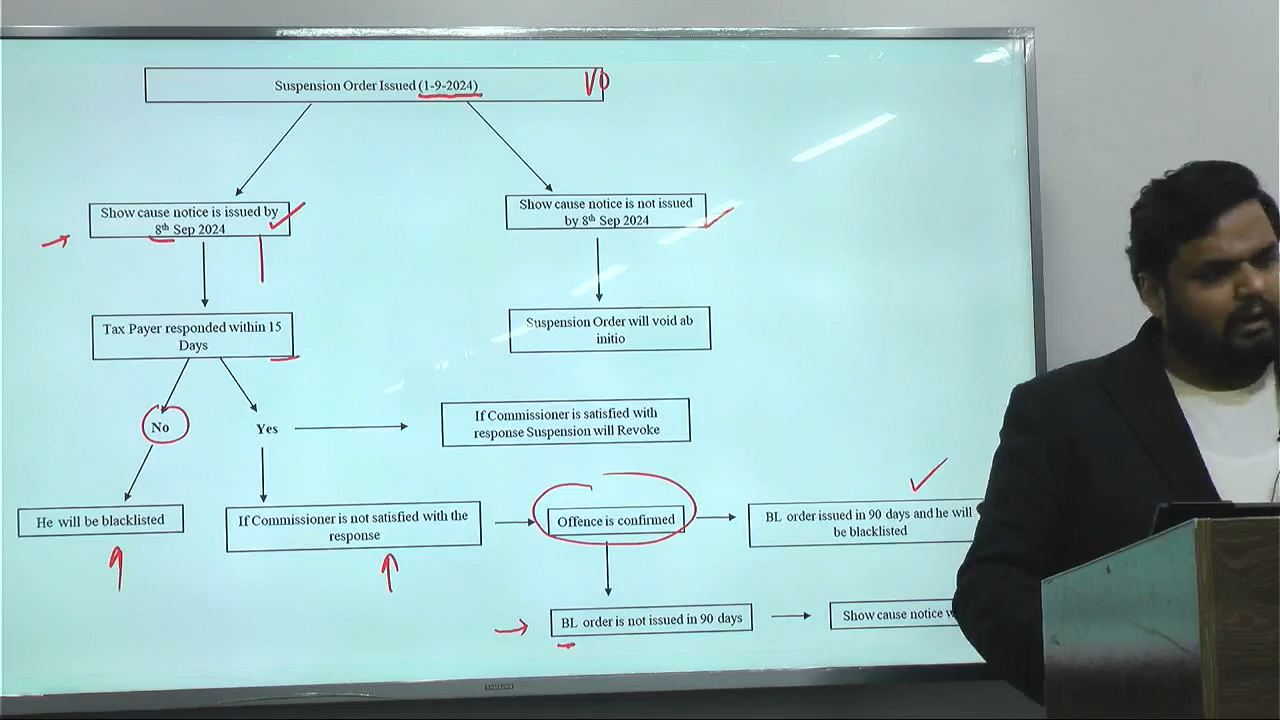 Suspension Order Issued (1-9-2024)
Show cause notice is issued by
8th Sep 2024
Show cause notice is not issued
by 8th Sep 2024
Tax Payer responded within 15
Days
Suspension Order will void ab
initio
No
Yes
If Commissioner is satisfied with
response Suspension will Revoke
He will be blacklisted
If Commissioner is not satisfied with the
response
Offence is confirmed
BL order issued in 90 days and he will
be blacklisted
BL order is not issued in 90 days
Show cause notice
SAMSUNG